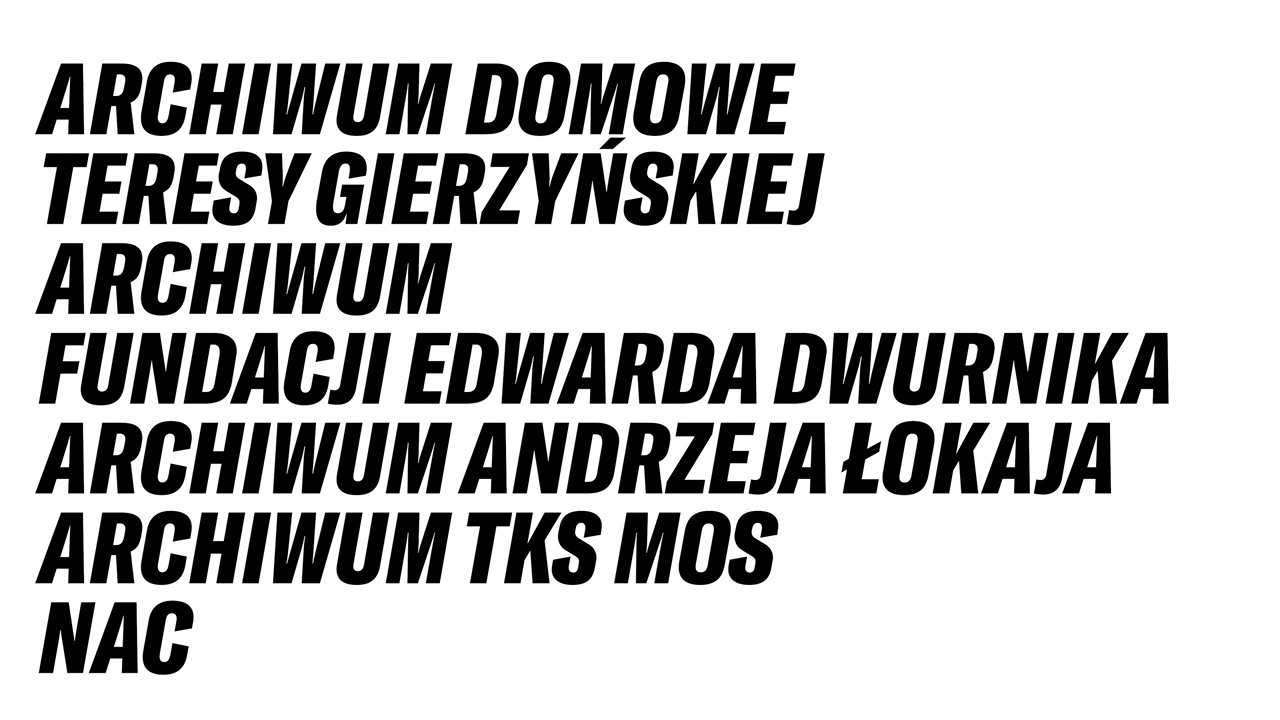 ARCHIWUM DOMOWE
TERESY GIERZYŃSKIEJ
ARCHIWUM
FUNDACJI EDWARDA DWURNIKA
ARCHIWUM ANDRZEJA ŁOKAJA
ARCHIWUM TKS MOS
NAC